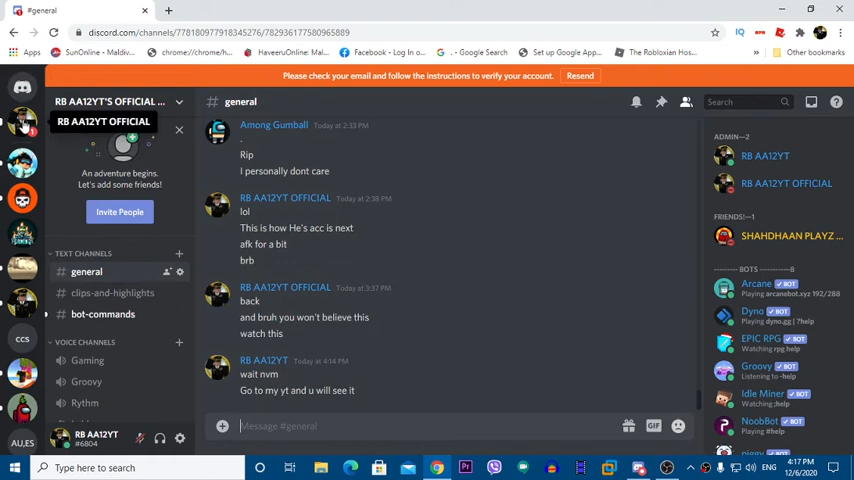 #general
discord.com/channels/778180977918345276/782936177580965889
Apps
SunOnline - Maldiv...
chrome://chrome/h...
HaveeruOnline: Mal...
Facebook - Log In o...
G . - Google Search
Set up Google App...
The Robloxian Hos...
Other bookmarks
Please check your email and follow the instructions to verify your account.
Resend
RB AA12YT'S OFFICIAL ...
general
Search
RB AA12YT OFFICIAL
An adventure begins.
Let's add some friends!
Invite People
TEXT CHANNELS
# general
# clips-and-highlights
# bot-commands
VOICE CHANNELS
Gaming
Groovy
Rythm
CCS
AU,ES
RB AA12YT
#6804
Among Gumball Today at 2:33 PM
.
Rip
I personally dont care
RB AA12YT OFFICIAL Today at 2:38 PM
lol
This is how He's acc is next
afk for a bit
brb
RB AA12YT OFFICIAL Today at 3:37 PM
back
and bruh you won't believe this
watch this
RB AA12YT Today at 4:14 PM
wait nvm
Go to my yt and u will see it
Message #general
GIF
ADMIN—2
RB AA12YT
RB AA12YT OFFICIAL
FRIENDS!—1
SHAHDHAAN PLAYZ ...
BOTS—8
Arcane BOT
Playing arcanebot.xyz 192/288
Dyno BOT
Playing dyno.gg | ?help
EPIC RPG BOT
Watching rpg help
Groovy BOT
Listening to -help
Idle Miner BOT
Watching ;help
NoobBot BOT
Playing #help
piggy BOT
Type here to search
ENG
4:17 PM
12/6/2020